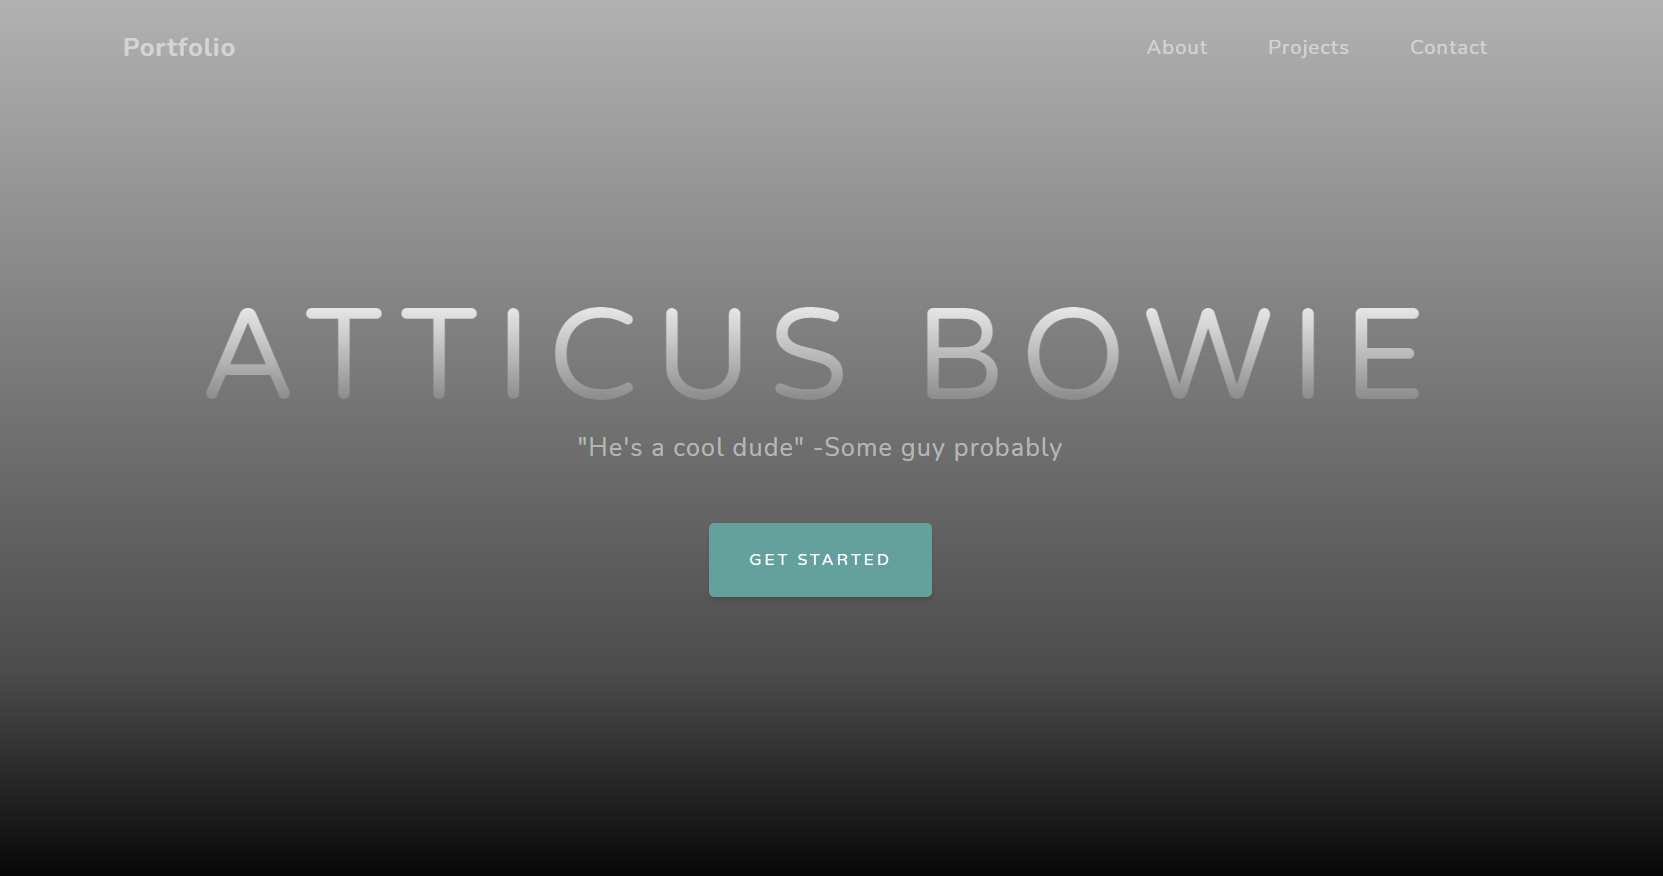 Portfolio
About Projects Contact
ATTICUS BOWIE
"He's a cool dude" -Some guy probably
GET STARTED